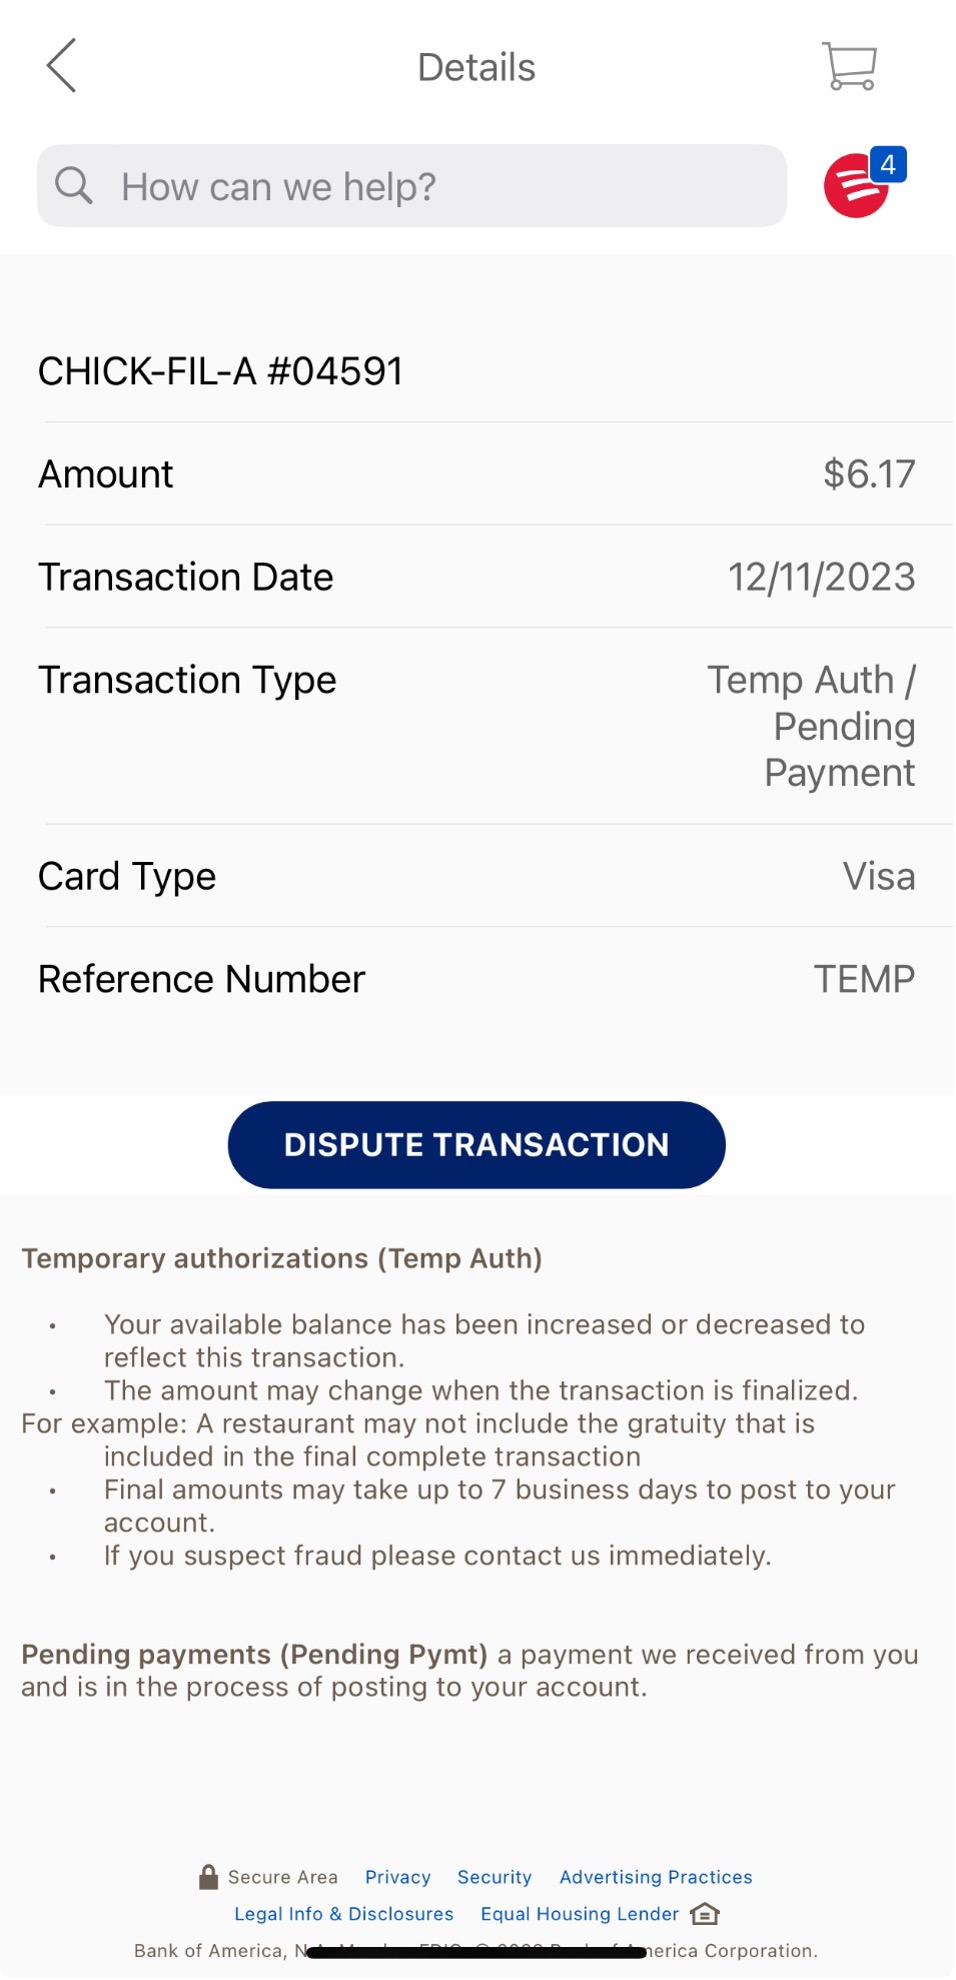 Details
How can we help?
4
CHICK-FIL-A #04591
Amount $6.17
Transaction Date 12/11/2023
Transaction Type Temp Auth /
Pending
Payment
Card Type Visa
Reference Number TEMP
DISPUTE TRANSACTION
Temporary authorizations (Temp Auth)
• Your available balance has been increased or decreased to
reflect this transaction.
• The amount may change when the transaction is finalized.
For example: A restaurant may not include the gratuity that is
included in the final complete transaction
• Final amounts may take up to 7 business days to post to your
account.
• If you suspect fraud please contact us immediately.
Pending payments (Pending Pymt) a payment we received from you
and is in the process of posting to your account.
Secure Area Privacy Security Advertising Practices
Legal Info & Disclosures Equal Housing Lender
Bank of America, Corporation.